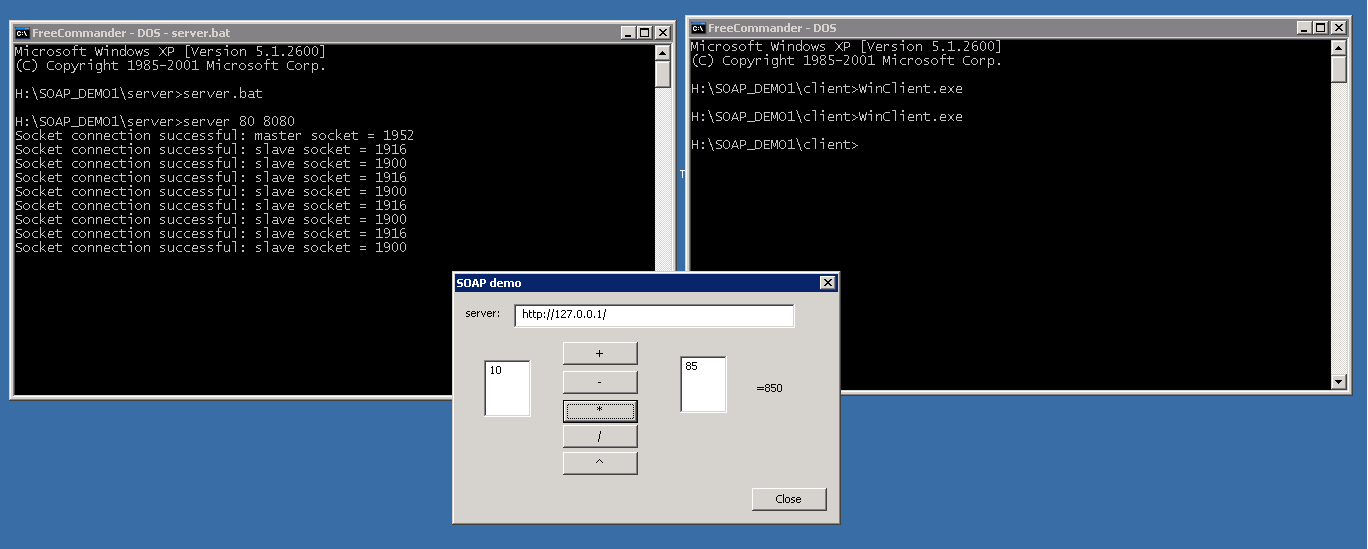 FreeCommander - DOS - server.bat
Microsoft Windows XP [Version 5.1.2600]
(C) Copyright 1985-2001 Microsoft Corp.
H:\SOAP_DEMO1\server>server.bat
H:\SOAP_DEMO1\server>server 80 8080
Socket connection successful: master socket = 1952
Socket connection successful: slave socket = 1916
Socket connection successful: slave socket = 1900
Socket connection successful: slave socket = 1916
Socket connection successful: slave socket = 1900
Socket connection successful: slave socket = 1916
Socket connection successful: slave socket = 1900
Socket connection successful: slave socket = 1916
Socket connection successful: slave socket = 1900
T
FreeCommander - DOS
Microsoft Windows XP [Version 5.1.2600]
(C) Copyright 1985-2001 Microsoft Corp.
H:\SOAP_DEMO1\client>WinClient.exe
H:\SOAP_DEMO1\client>WinClient.exe
H:\SOAP_DEMO1\client>
SOAP demo
server: http://127.0.0.1/
+
10
85
-
=850
*
/
^
Close